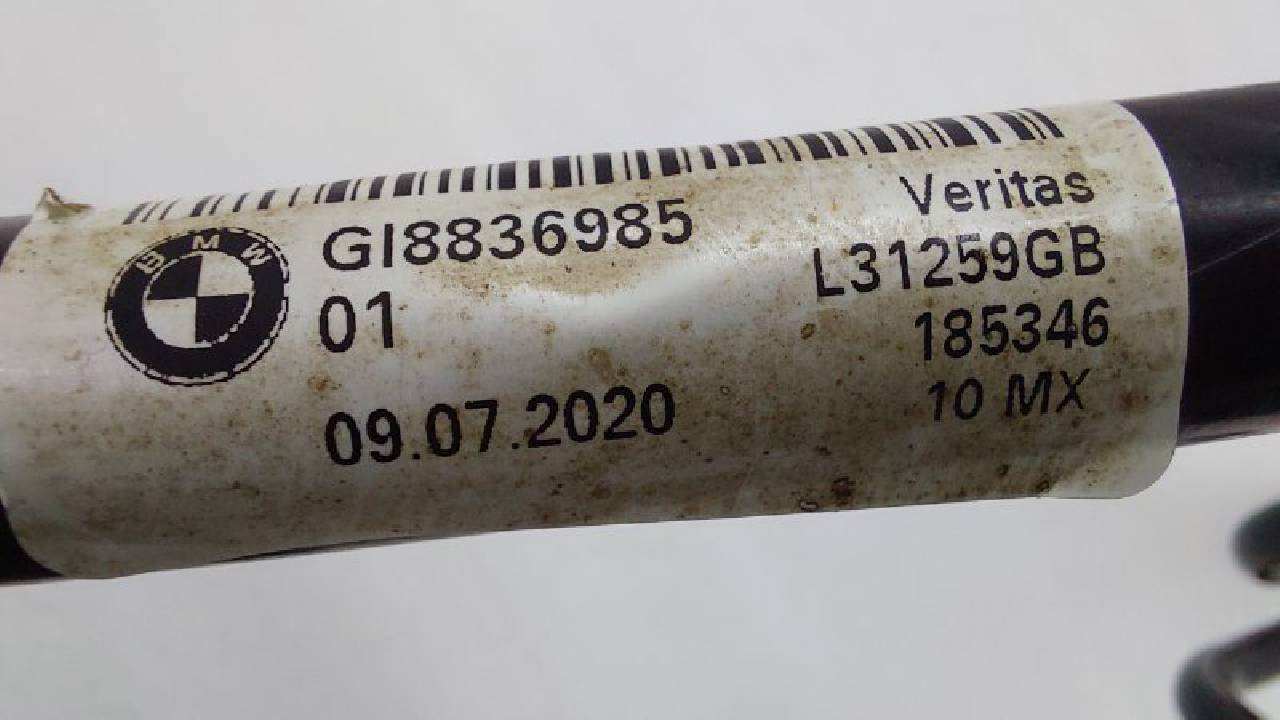 BMW
GI8836985
01
09.07.2020
Veritas
L31259GB
185346
10 MX